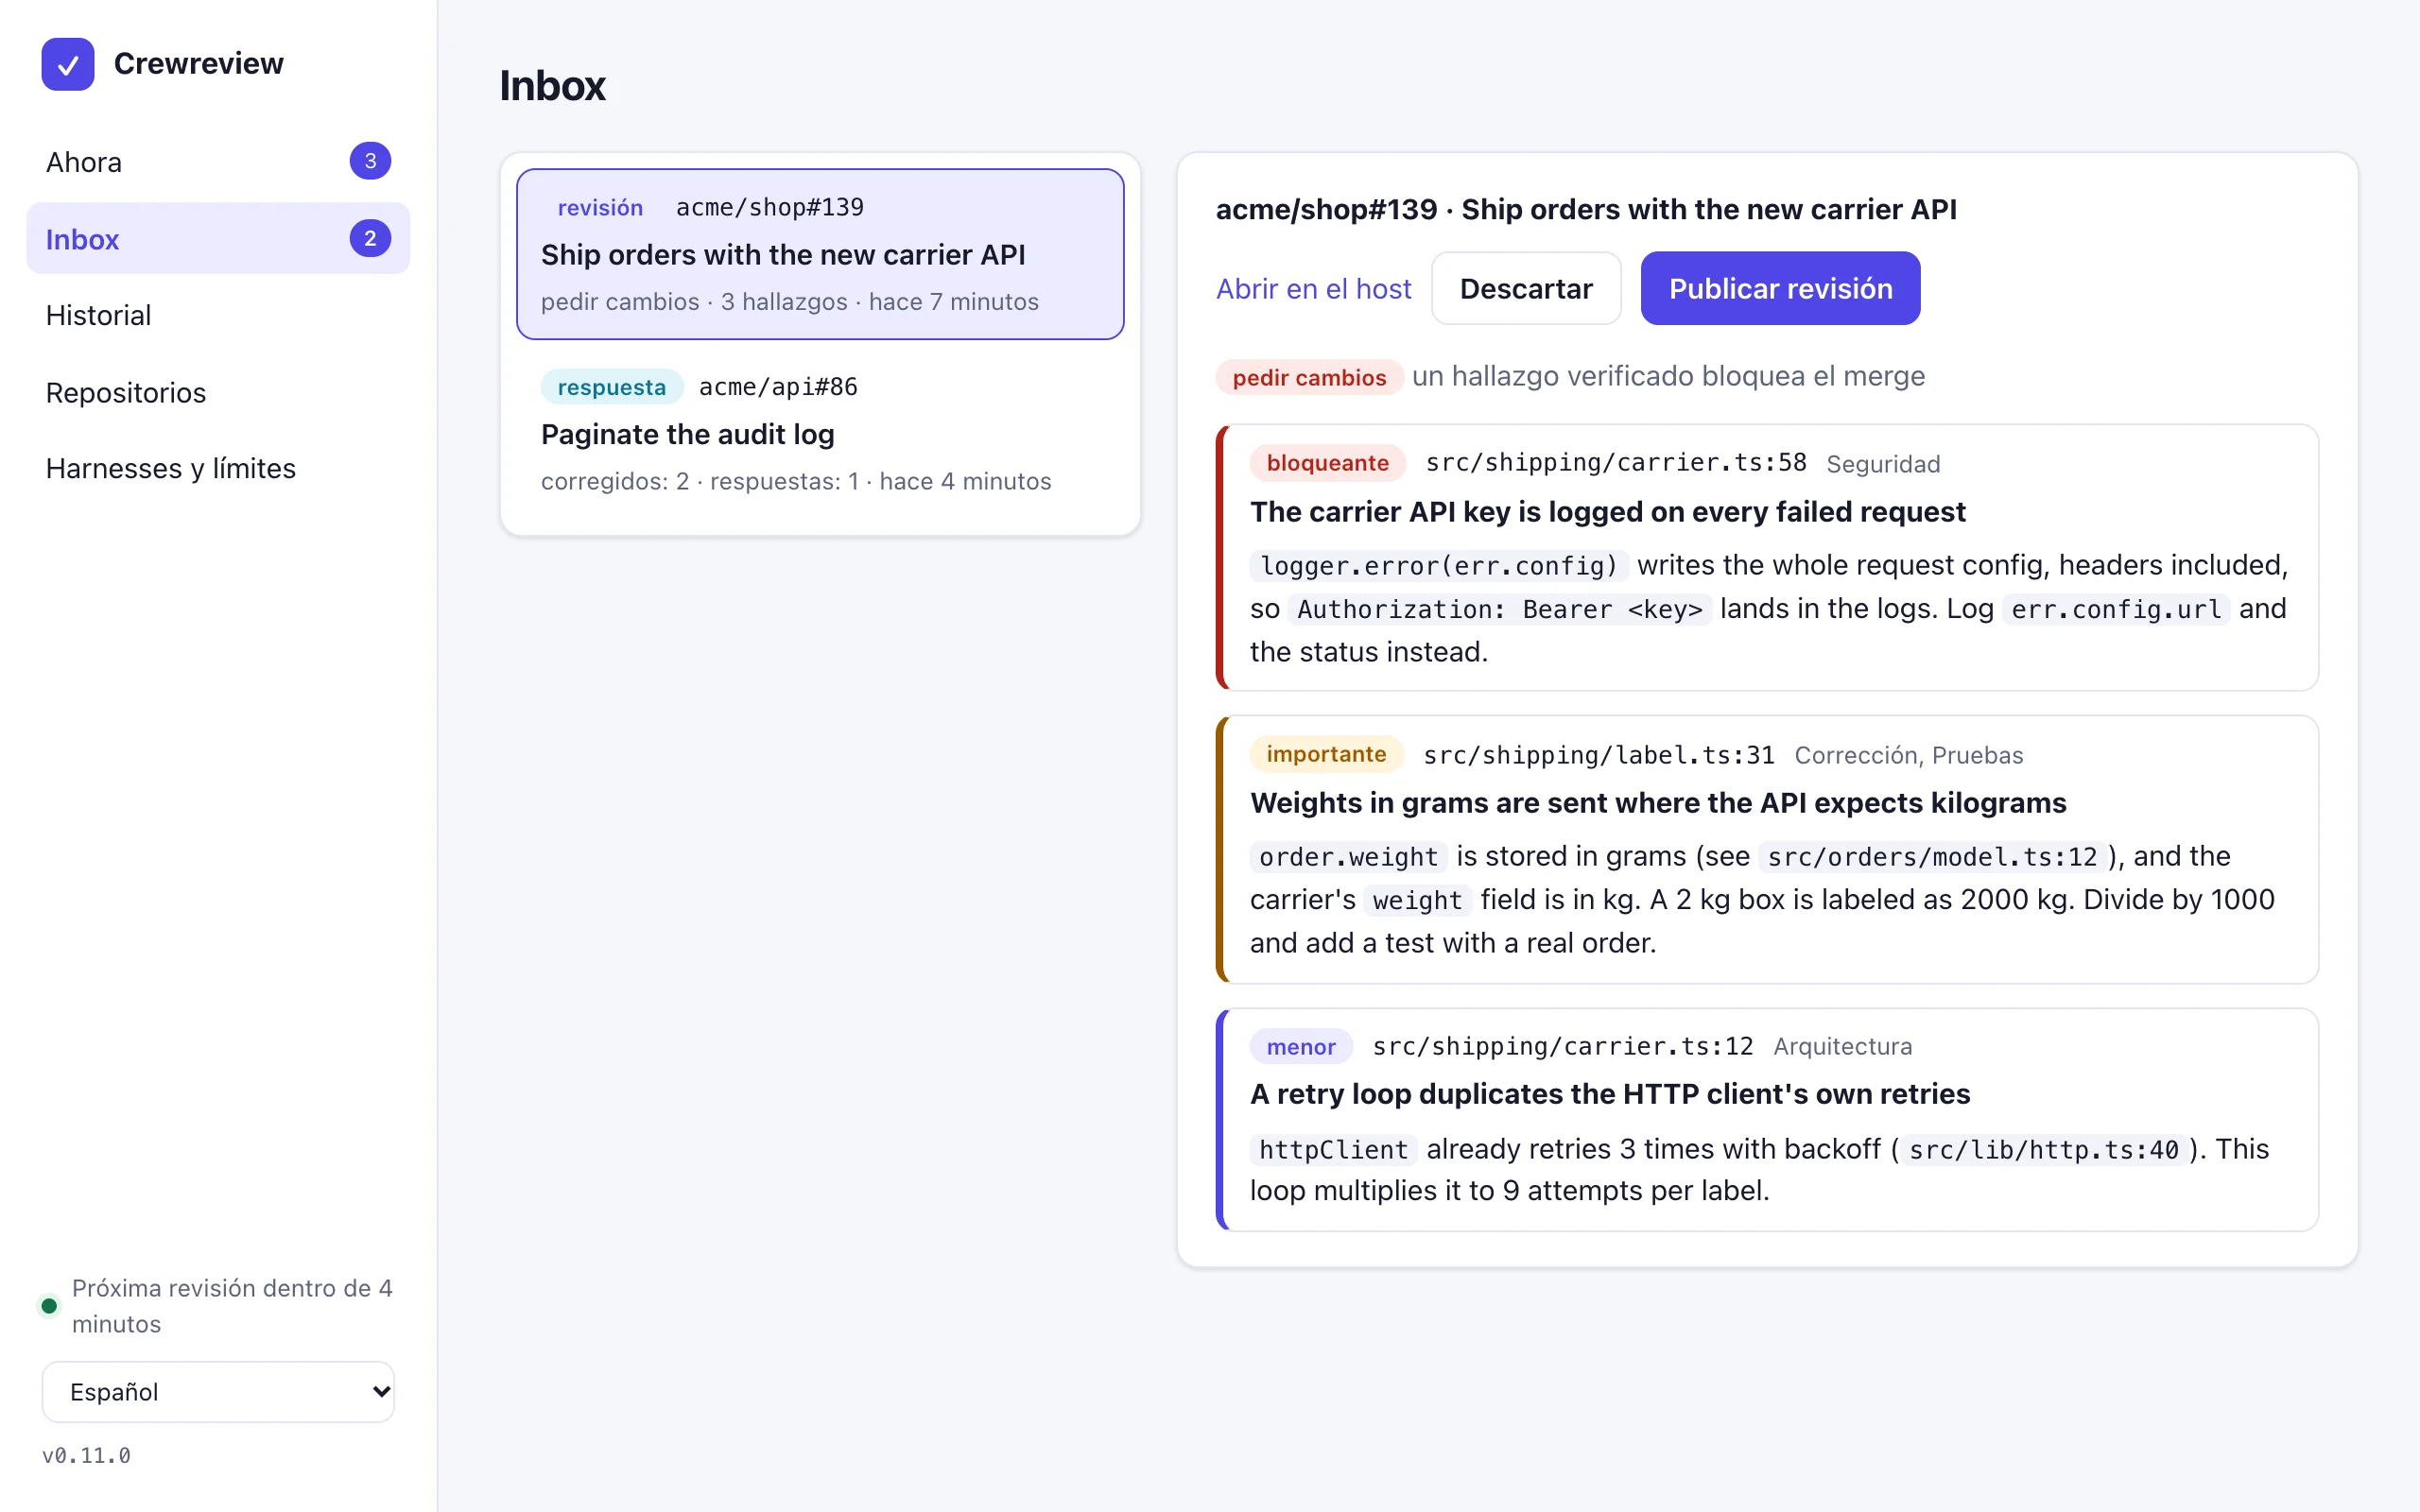 Crewreview
Ahora 3
Inbox 2
Historial
Repositorios
Harnesses y límites
Próxima revisión dentro de 4
minutos
Español
v0.11.0
Inbox
revisión acme/shop#139
Ship orders with the new carrier API
pedir cambios · 3 hallazgos · hace 7 minutos
respuesta acme/api#86
Paginate the audit log
corregidos: 2 · respuestas: 1 · hace 4 minutos
acme/shop#139 · Ship orders with the new carrier API
Abrir en el host Descartar Publicar revisión
pedir cambios un hallazgo verificado bloquea el merge
bloqueante src/shipping/carrier.ts:58 Seguridad
The carrier API key is logged on every failed request
logger.error(err.config) writes the whole request config, headers included,
so Authorization: Bearer <key> lands in the logs. Log err.config.url and
the status instead.
importante src/shipping/label.ts:31 Corrección, Pruebas
Weights in grams are sent where the API expects kilograms
order.weight is stored in grams (see src/orders/model.ts:12), and the
carrier's weight field is in kg. A 2 kg box is labeled as 2000 kg. Divide by 1000
and add a test with a real order.
menor src/shipping/carrier.ts:12 Arquitectura
A retry loop duplicates the HTTP client's own retries
httpClient already retries 3 times with backoff (src/lib/http.ts:40). This
loop multiplies it to 9 attempts per label.